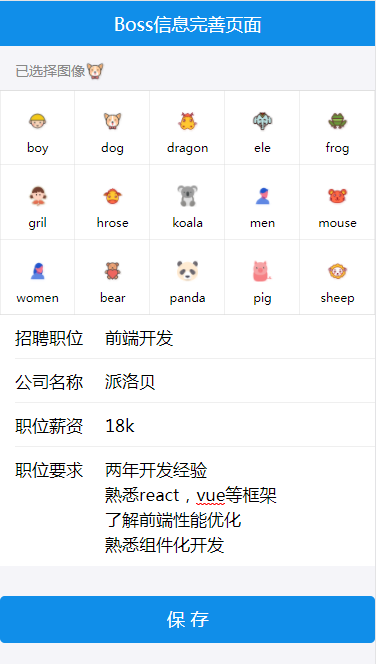 Boss信息完善页面
已选择图像
boy dog dragon ele frog
gril hrose koala men mouse
women bear panda pig sheep
招聘职位 前端开发
公司名称 派洛贝
职位薪资 18k
职位要求 两年开发经验
熟悉react，vue等框架
了解前端性能优化
熟悉组件化开发
保存